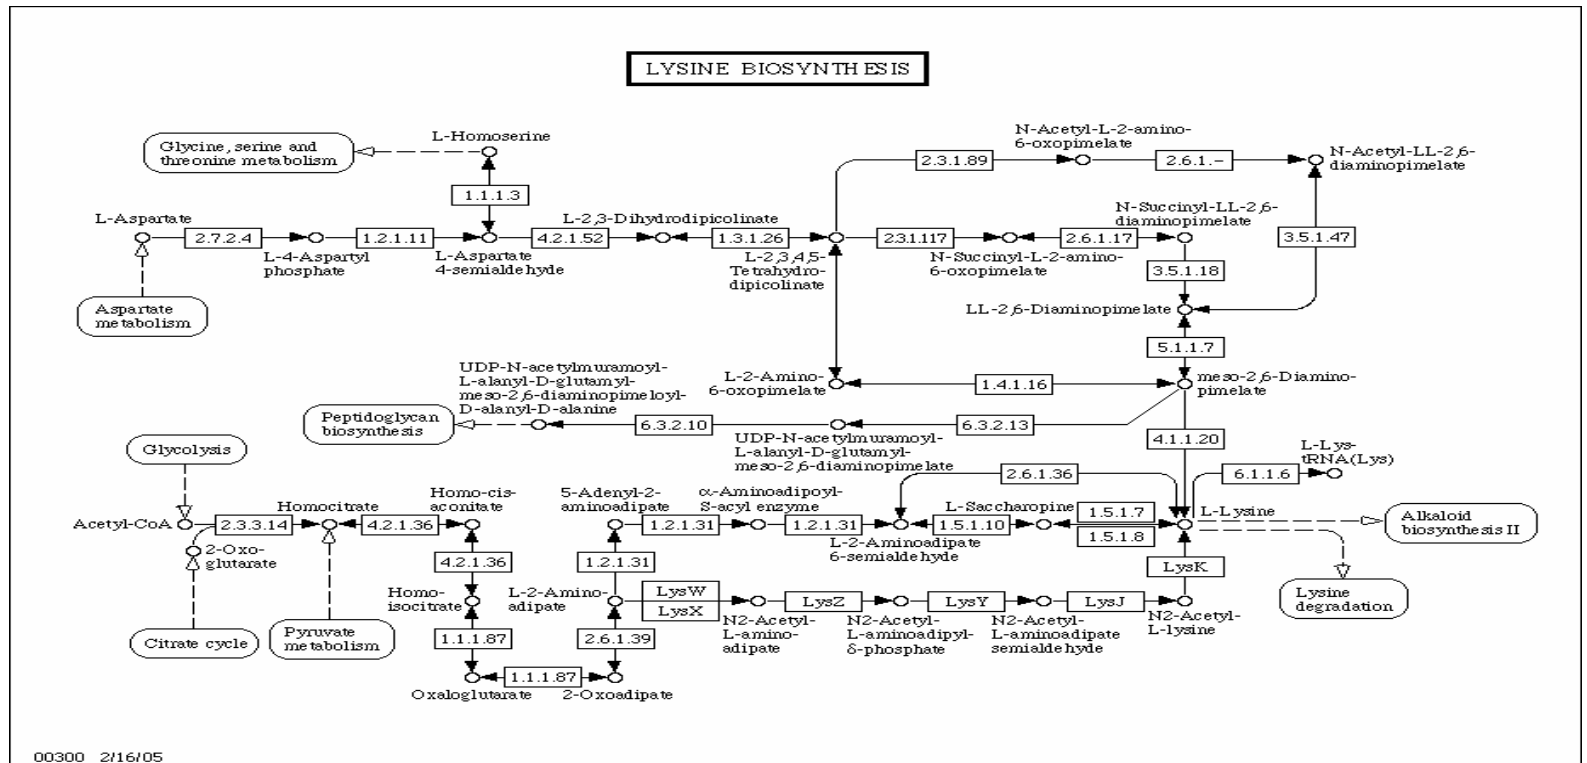 LYSINE BIOSYNTHESIS
L-Homoserine
Glycine, serine and
threonine metabolism
1.1.1.3
N-Acetyl-L-2-amino-
6-oxopimelate
2.3.1.89
2.6.1.-
N-Acetyl-LL-2,6-
diaminopimelate
L-Aspartate
2.7.2.4
L-4-Aspartyl
phosphate
1.2.1.11
L-Aspartate
4-semialdehyde
4.2.1.52
L-2,3-Dihydrodipicolinate
1.3.1.26
L-2,3,4,5-
Tetrahydro-
dipicolinate
2.3.1.117
N-Succinyl-L-2-amino-
6-oxopimelate
2.6.1.17
N-Succinyl-LL-2,6-
diaminopimelate
3.5.1.47
3.5.1.18
Aspartate
metabolism
LL-2,6-Diaminopimelate
5.1.1.7
L-2-Amino-
6-oxopimelate
1.4.1.16
meso-2,6-Diamino-
pimelate
UDP-N-acetylmuramoyl-
L-alanyl-D-glutamyl-
meso-2,6-diaminopimeloyl-
D-alanyl-D-alanine
Peptidoglycan
biosynthesis
6.3.2.10
UDP-N-acetylmuramoyl-
L-alanyl-D-glutamyl-
meso-2,6-diaminopimelate
6.3.2.13
4.1.1.20
L-Lys-
tRNA(Lys)
6.1.1.6
2.6.1.36
Glycolysis
Acetyl-CoA
2.3.3.14
Homocitrate
4.2.1.36
Homo-cis-
aconitate
5-Adenyl-2-
aminoadipate
1.2.1.31
α-Aminoadipoyl-
S-acyl enzyme
1.2.1.31
L-2-Aminoadipate
6-semialdehyde
L-Saccharopine
1.5.1.10
1.5.1.7
1.5.1.8
L-Lysine
Alkaloid
biosynthesis II
2-Oxo-
glutarate
4.2.1.36
1.2.1.31
LysK
Homo-
isocitrate
L-2-Amino-
adipate
LysW
LysX
N2-Acetyl-
L-amino-
adipate
LysZ
N2-Acetyl-
L-aminoadipyl-
δ-phosphate
LysY
N2-Acetyl-
L-aminoadipate
semialdehyde
LysJ
N2-Acetyl-
L-lysine
Lysine
degradation
Citrate cycle
Pyruvate
metabolism
1.1.1.87
2.6.1.39
Oxaloglutarate
1.1.1.87
2-Oxoadipate
00300 2/16/05